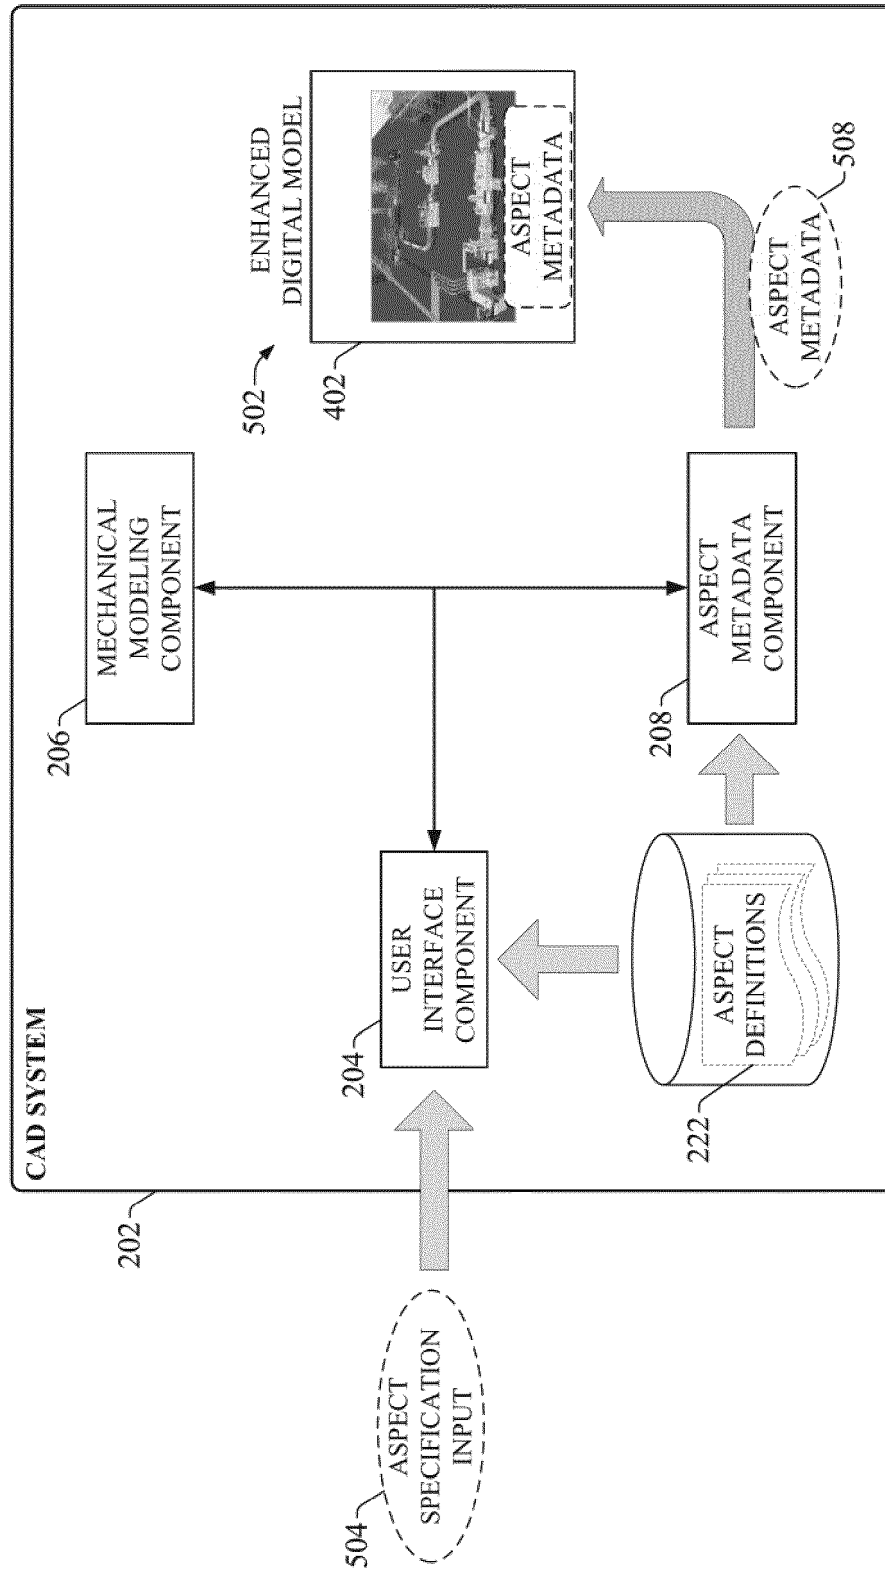 CAD SYSTEM
202
504
ASPECT
SPECIFICATION
INPUT
204
USER
INTERFACE
COMPONENT
222
ASPECT
DEFINITIONS
206
MECHANICAL
MODELING
COMPONENT
208
ASPECT
METADATA
COMPONENT
502
ENHANCED
DIGITAL MODEL
402
ASPECT
METADATA
ASPECT
METADATA
508